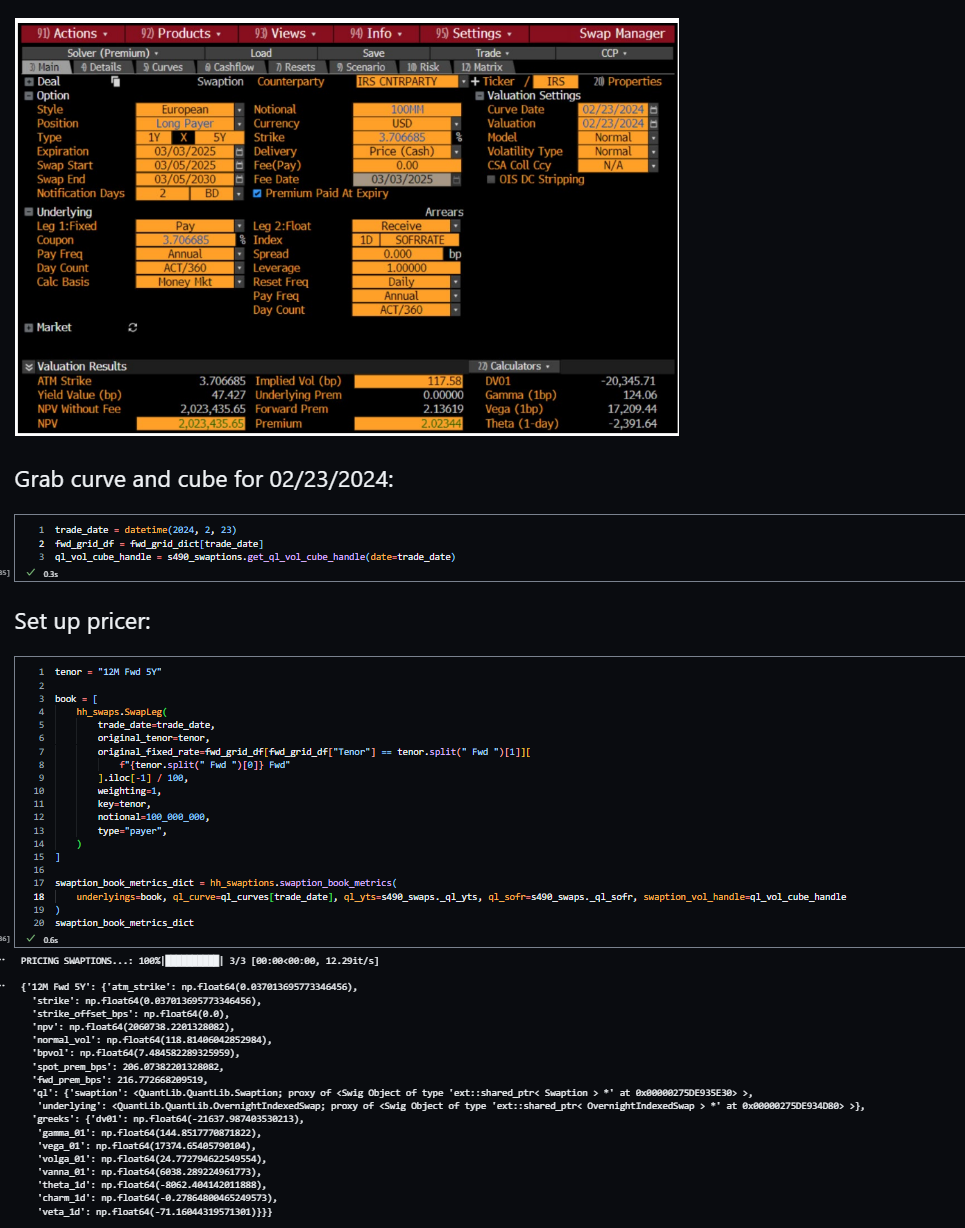 91) Actions 92) Products 93) Views 94) Info 95) Settings Swap Manager
Solver (Premium) Load Save Trade CCP
3) Main 4) Details 5) Curves 6) Cashflow 7) Resets 9) Scenario 10) Risk 12) Matrix
Deal Swaption Counterparty IRS CNTRPARTY + Ticker / IRS 20) Properties
Option Valuation Settings
Style European Notional 100MM Curve Date 02/23/2024
Position Long Payer Currency USD Valuation 02/23/2024
Type 1Y X 5Y Strike 3.706685 % Model Normal
Expiration 03/03/2025 Delivery Price (Cash) Volatility Type Normal
Swap Start 03/05/2025 Fee(Pay) 0.00 CSA Coll Ccy N/A
Swap End 03/05/2030 Fee Date 03/03/2025 OIS DC Stripping
Notification Days 2 BD Premium Paid At Expiry
Underlying Arrears
Leg 1:Fixed Pay Leg 2:Float Receive
Coupon 3.706685 % Index 1D SOFRRATE
Pay Freq Annual Spread 0.000 bp
Day Count ACT/360 Leverage 1.00000
Calc Basis Money Mkt Reset Freq Daily
Pay Freq Annual
Day Count ACT/360
Market
Valuation Results 22) Calculators
ATM Strike 3.706685 Implied Vol (bp) 117.58 DV01 -20,345.71
Yield Value (bp) 47.427 Underlying Prem 0.00000 Gamma (1bp) 124.06
NPV Without Fee 2,023,435.65 Forward Prem 2.13619 Vega (1bp) 17,209.44
NPV 2,023,435.65 Premium 2.02344 Theta (1-day) -2,391.64
Grab curve and cube for 02/23/2024:
1 trade_date = datetime(2024, 2, 23)
2 fwd_grid_df = fwd_grid_dict[trade_date]
3 ql_vol_cube_handle = s490_swaptions.get_ql_vol_cube_handle(date=trade_date)
35] ✓ 0.3s
Set up pricer:
1 tenor = "12M Fwd 5Y"
2
3 book = [
4 hh_swaps.SwapLeg(
5 trade_date=trade_date,
6 original_tenor=tenor,
7 original_fixed_rate=fwd_grid_df[fwd_grid_df["Tenor"] == tenor.split(" Fwd ")[1]][
8 f"{tenor.split(" Fwd ")[0]} Fwd"
9 ].iloc[-1] / 100,
10 weighting=1,
11 key=tenor,
12 notional=100_000_000,
13 type="payer",
14 )
15 ]
16
17 swaption_book_metrics_dict = hh_swaptions.swaption_book_metrics(
18 underlyings=book, ql_curve=ql_curves[trade_date], ql_yts=s490_swaps._ql_yts, ql_sofr=s490_swaps._ql_sofr, swaption_vol_handle=ql_vol_cube_handle
19 )
20 swaption_book_metrics_dict
36] ✓ 0.6s
PRICING SWAPTIONS...: 100%|██████████| 3/3 [00:00<00:00, 12.29it/s]
{'12M Fwd 5Y': {'atm_strike': np.float64(0.037013695773346456),
'strike': np.float64(0.037013695773346456),
'strike_offset_bps': np.float64(0.0),
'npv': np.float64(2060738.2201328082),
'normal_vol': np.float64(118.81406042852984),
'bpvol': np.float64(7.484582289325959),
'spot_prem_bps': 206.07382201328082,
'fwd_prem_bps': 216.772668209519,
'ql': {'swaption': <QuantLib.QuantLib.Swaption; proxy of <Swig Object of type 'ext::shared_ptr< Swaption > *' at 0x00000275DE935E30> >,
'underlying': <QuantLib.QuantLib.OvernightIndexedSwap; proxy of <Swig Object of type 'ext::shared_ptr< OvernightIndexedSwap > *' at 0x00000275DE934D80> >},
'greeks': {'dv01': np.float64(-21637.987403530213),
'gamma_01': np.float64(144.8517770871822),
'vega_01': np.float64(17374.65405790104),
'volga_01': np.float64(24.772794622549554),
'vanna_01': np.float64(6038.289224961773),
'theta_1d': np.float64(-8062.404142011888),
'charm_1d': np.float64(-0.27864800465249573),
'veta_1d': np.float64(-71.16044319571301)}}}